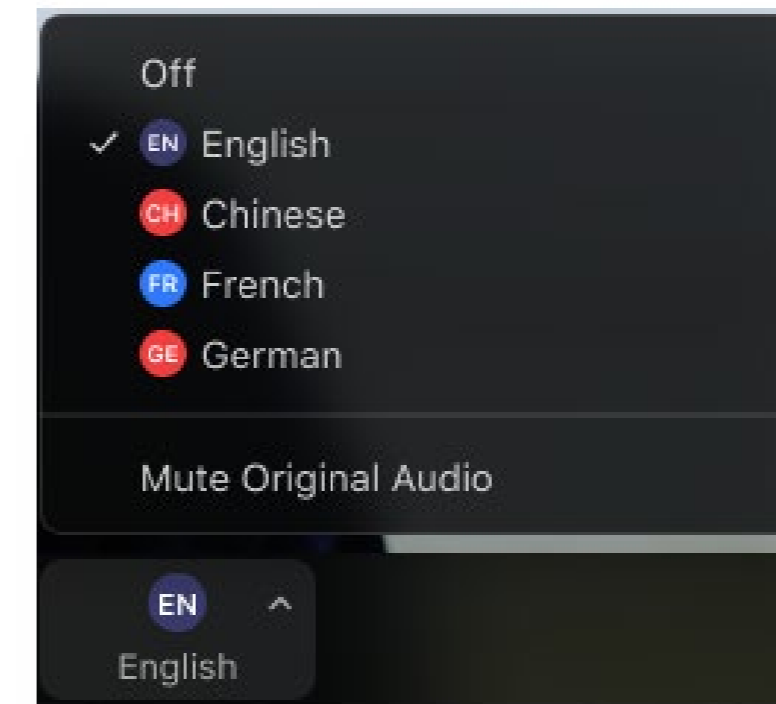 Off
EN English
CH Chinese
FR French
GE German
Mute Original Audio
EN
English